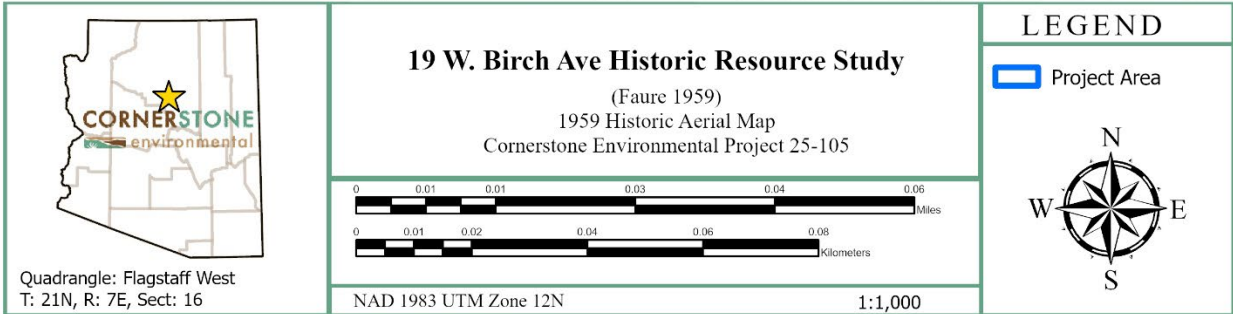 CORNERSTONE
environmental
Quadrangle: Flagstaff West
T: 21N, R: 7E, Sect: 16
19 W. Birch Ave Historic Resource Study
(Faure 1959)
1959 Historic Aerial Map
Cornerstone Environmental Project 25-105
0 0.01 0.01 0.03 0.04 0.06
Miles
0 0.01 0.02 0.04 0.06 0.08
Kilometers
NAD 1983 UTM Zone 12N 1:1,000
LEGEND
Project Area
N
W E
S